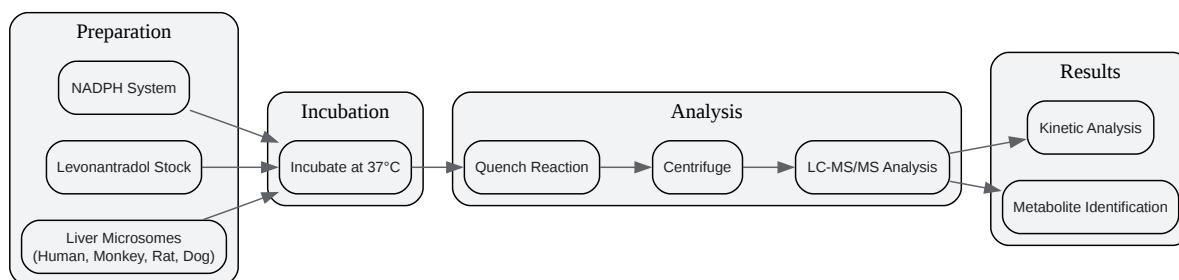 Preparation
NADPH System
Levonantradol Stock
Liver Microsomes
(Human, Monkey, Rat, Dog)
Incubation
Incubate at 37°C
Analysis
Quench Reaction
Centrifuge
LC-MS/MS Analysis
Results
Kinetic Analysis
Metabolite Identification